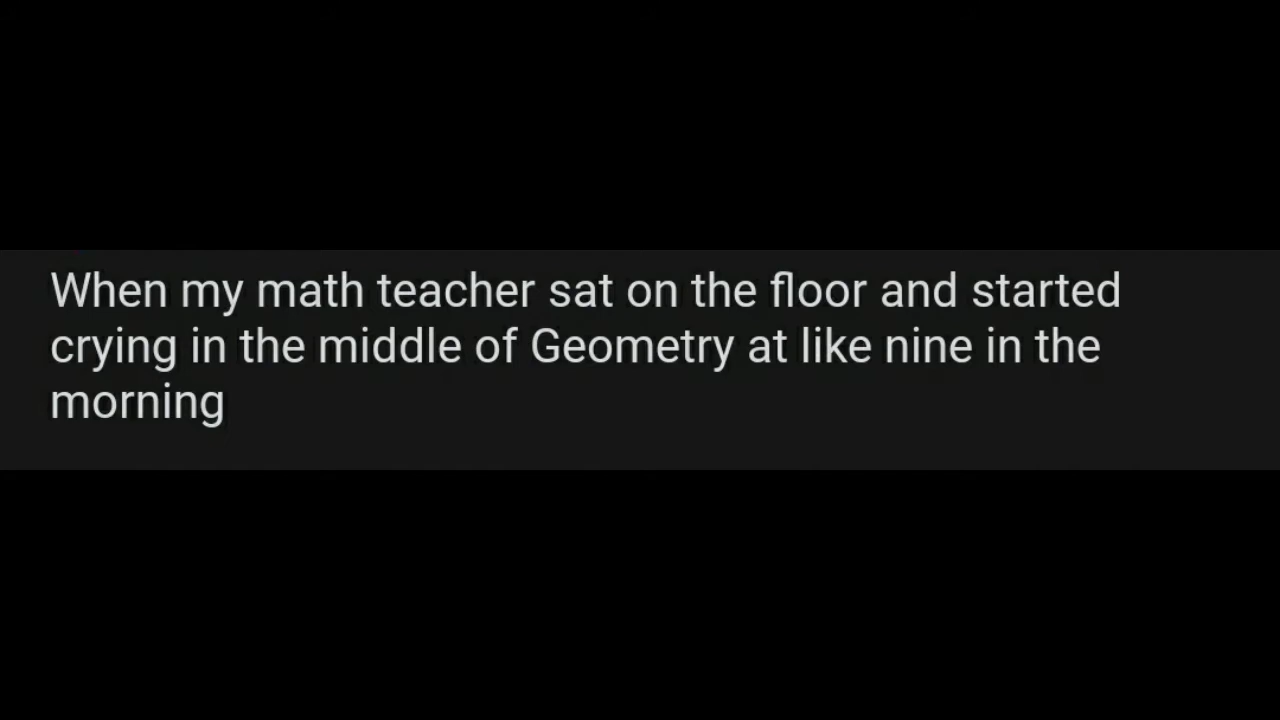 When my math teacher sat on the floor and started
crying in the middle of Geometry at like nine in the
morning